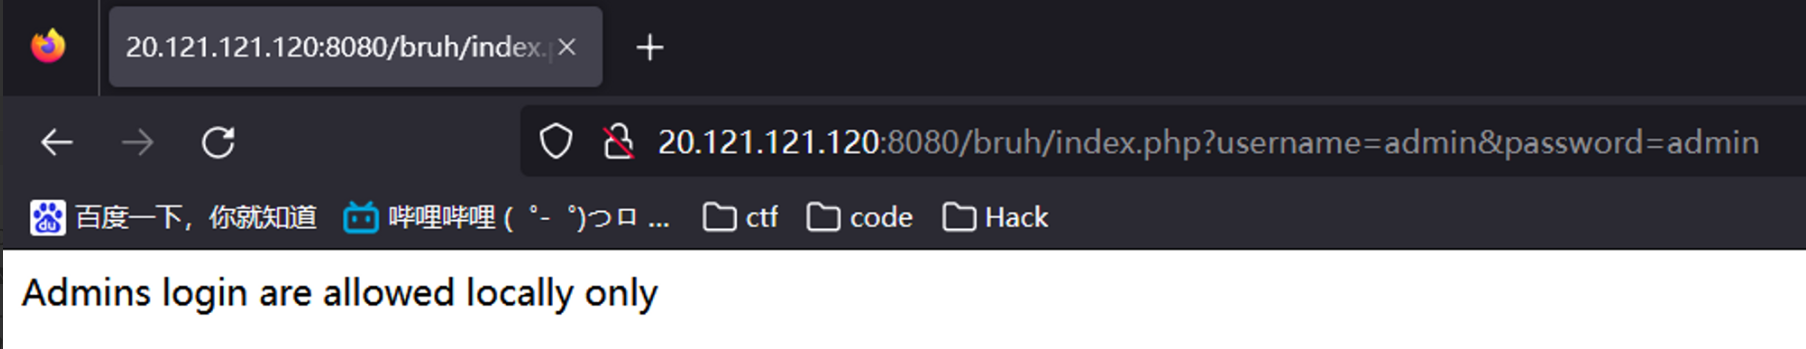 20.121.121.120:8080/bruh/index.p
20.121.121.120:8080/bruh/index.php?username=admin&password=admin
百度一下，你就知道 哔哩哔哩 ( ゜- ゜)つロ ... ctf code Hack
Admins login are allowed locally only